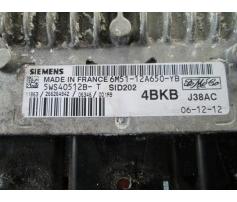 SIEMENS
MADE IN FRANCE 6M51-12A650-YB
5WS40512B- T SID202
4BKB J38AC
06-12-12